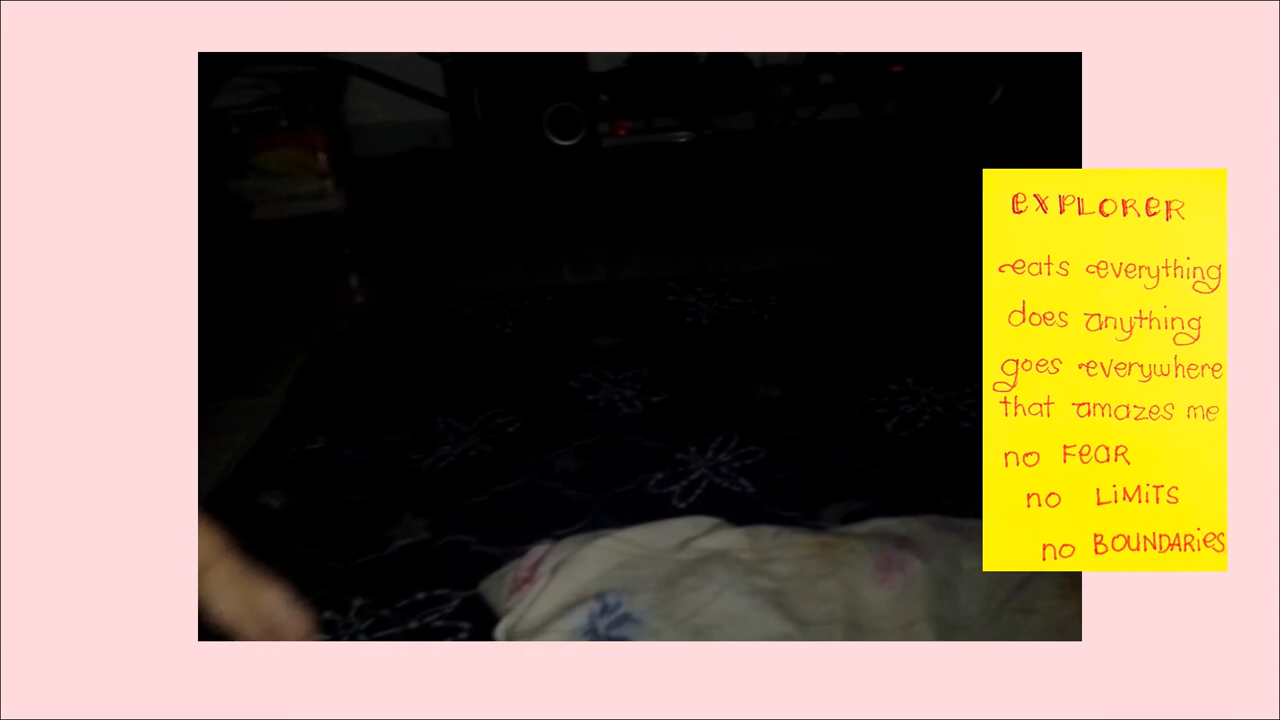 eXPLOReR
eats everything
does anything
goes everywhere
that amazes me
no FeAR
no LiMiTS
no BOUNDARieS